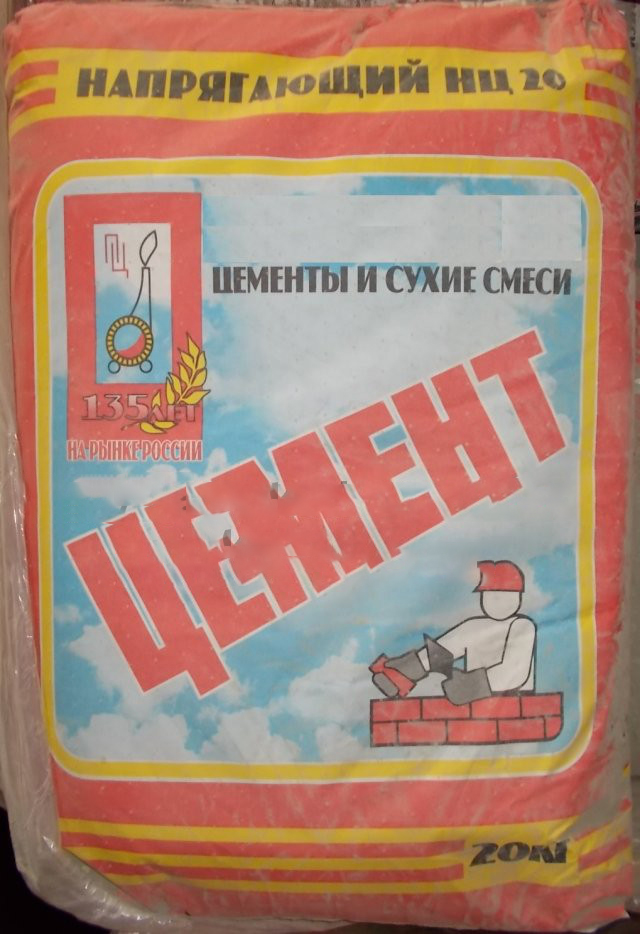 НАПРЯГАЮЩИЙ НЦ 20
ПЦ
ЦЕМЕНТЫ И СУХИЕ СМЕСИ
135 ЛЕТ
НА РЫНКЕ РОССИИ
ЦЕМЕНТ
20КГ